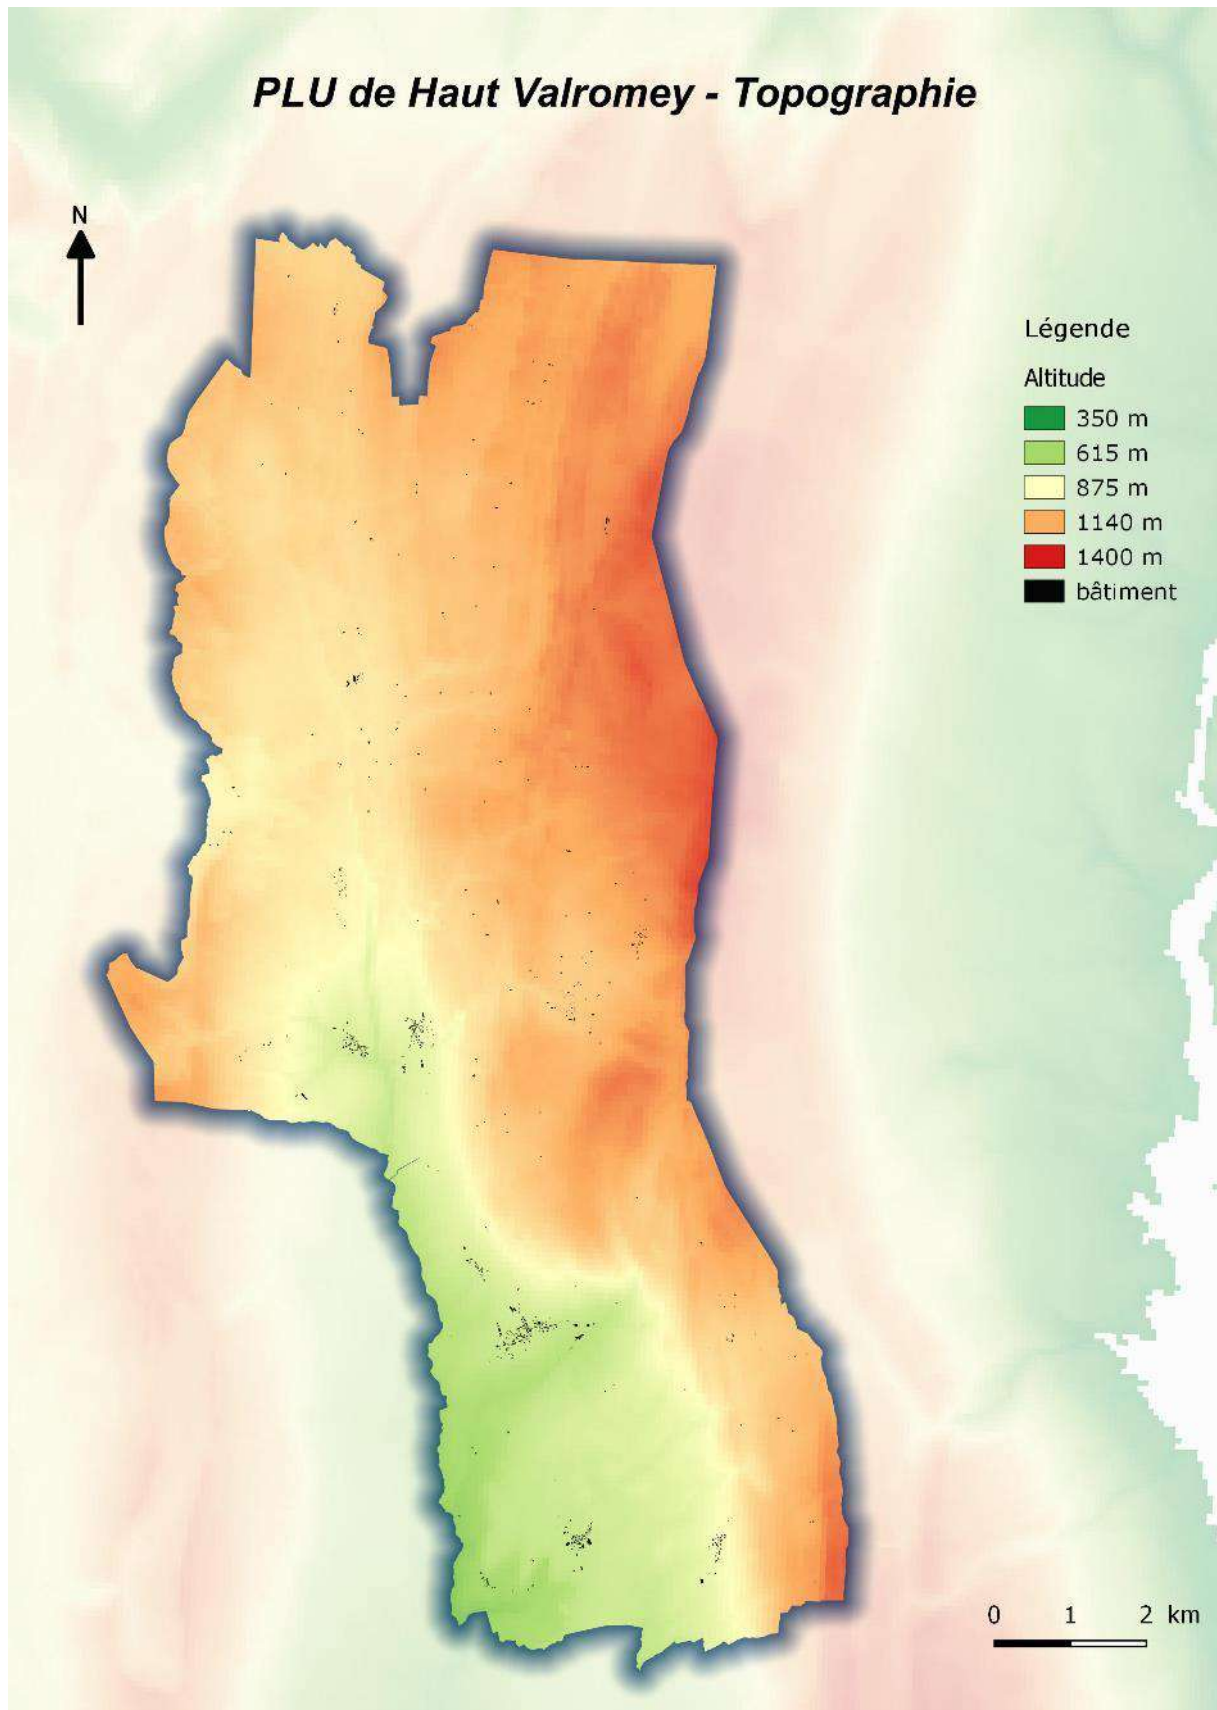 PLU de Haut Valromey - Topographie
N
Légende
Altitude
350 m
615 m
875 m
1140 m
1400 m
bâtiment
0 1 2 km